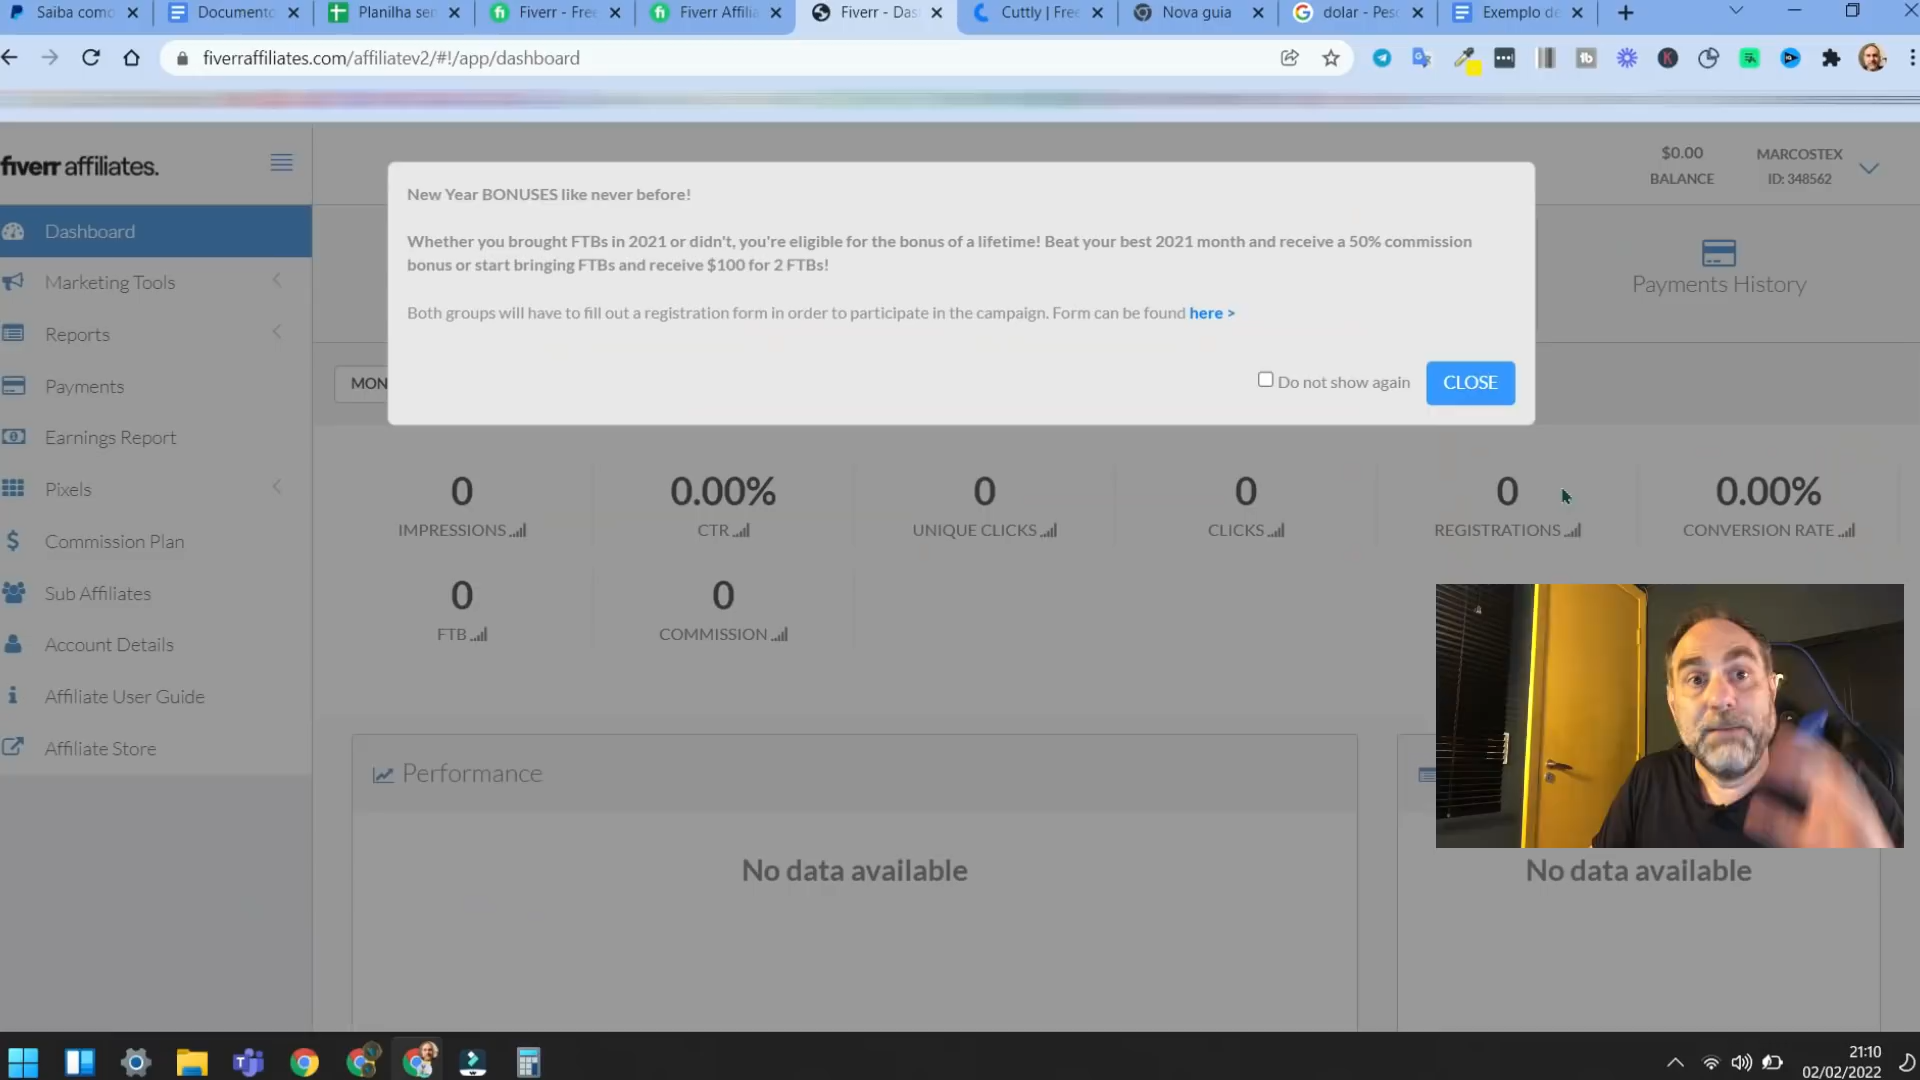 Saiba como
Documento
Planilha
Fiverr - Free
Fiverr Affilia
Fiverr - Das
Cuttly | Free
Nova guia
dolar - Pesq
Exemplo de
fiverraffiliates.com/affiliatev2/#!/app/dashboard
fiverr affiliates.
$0.00
BALANCE
MARCOSTEX
ID: 348562
New Year BONUSES like never before!
Whether you brought FTBs in 2021 or didn't, you're eligible for the bonus of a lifetime! Beat your best 2021 month and receive a 50% commission
bonus or start bringing FTBs and receive $100 for 2 FTBs!
Both groups will have to fill out a registration form in order to participate in the campaign. Form can be found here >
Do not show again
CLOSE
Payments History
Dashboard
Marketing Tools
Reports
Payments
Earnings Report
Pixels
Commission Plan
Sub Affiliates
Account Details
Affiliate User Guide
Affiliate Store
MON
0
IMPRESSIONS
0.00%
CTR
0
UNIQUE CLICKS
0
CLICKS
0
REGISTRATIONS
0.00%
CONVERSION RATE
0
FTB
0
COMMISSION
Performance
No data available
No data available
21:10
02/02/2022